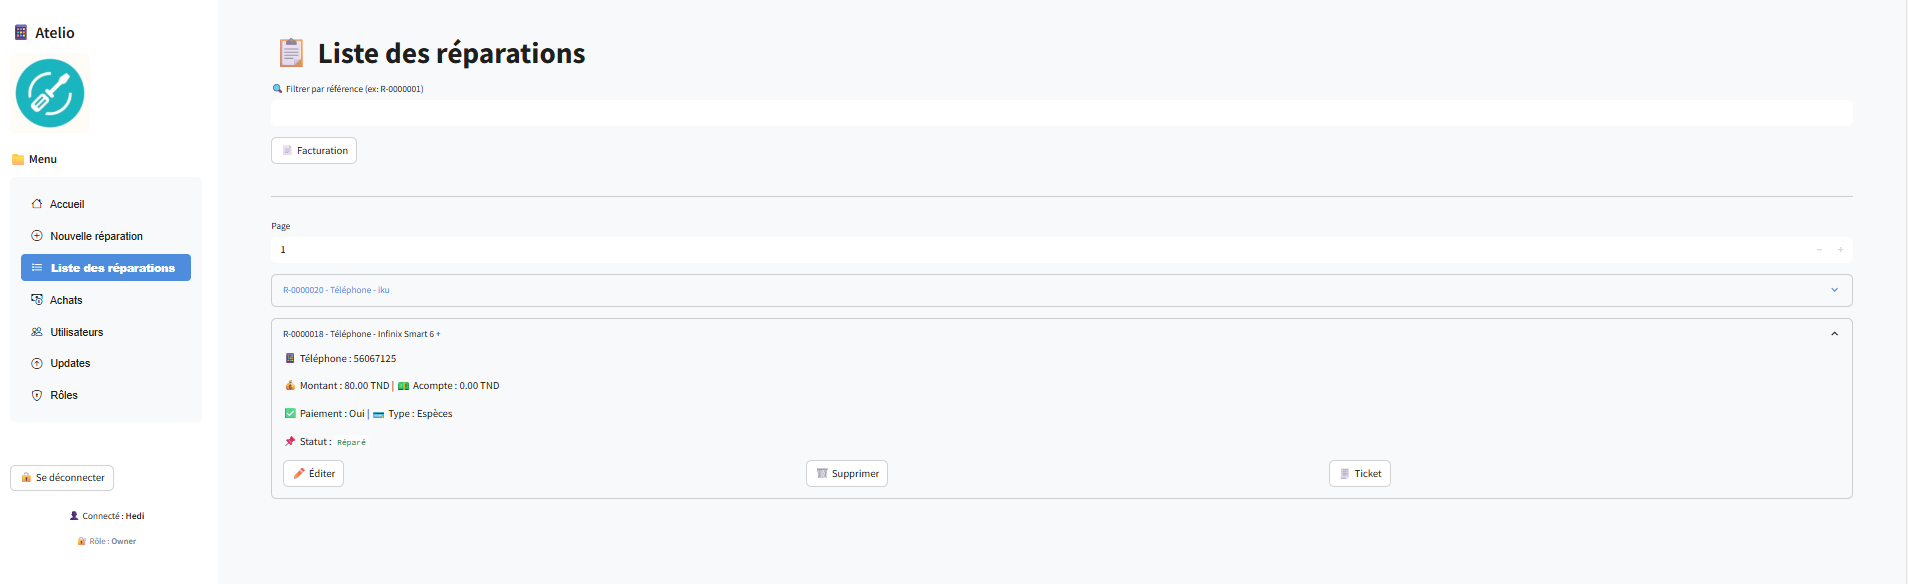 Atelio
Menu
Accueil
Nouvelle réparation
Liste des réparations
Achats
Utilisateurs
Updates
Rôles
Se déconnecter
Connecté : Hedi
Rôle : Owner
Liste des réparations
Filtrer par référence (ex: R-0000001)
Facturation
Page
1
R-0000020 - Téléphone - iku
R-0000018 - Téléphone - Infinix Smart 6 +
Téléphone : 56067125
Montant : 80.00 TND | Acompte : 0.00 TND
Paiement : Oui | Type : Espèces
Statut : Réparé
Éditer
Supprimer
Ticket